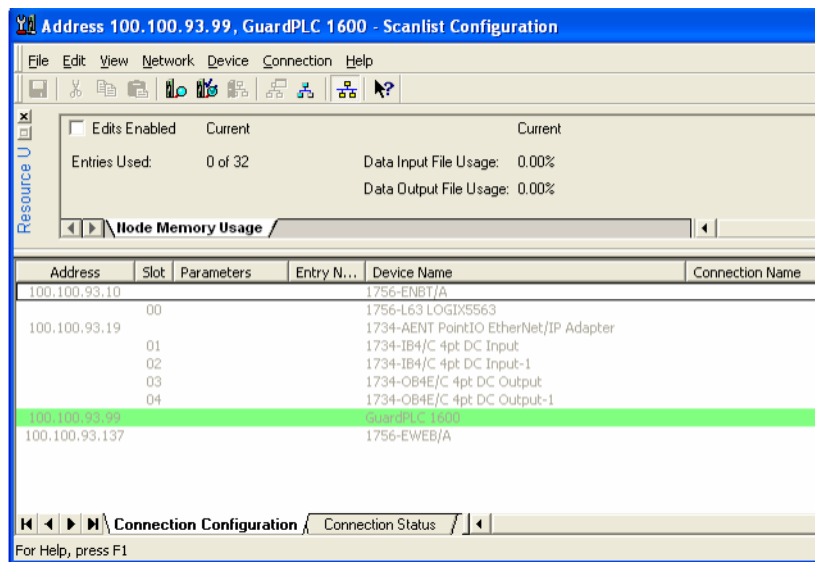 Address 100.100.93.99, GuardPLC 1600 - Scanlist Configuration
File Edit View Network Device Connection Help
Resource U
Edits Enabled Current Current
Entries Used: 0 of 32 Data Input File Usage: 0.00%
Data Output File Usage: 0.00%
Node Memory Usage
Address Slot Parameters Entry N... Device Name Connection Name
100.100.93.10 1756-ENBT/A
00 1756-L63 LOGIX5563
100.100.93.19 1734-AENT PointIO EtherNet/IP Adapter
01 1734-IB4/C 4pt DC Input
02 1734-IB4/C 4pt DC Input-1
03 1734-OB4E/C 4pt DC Output
04 1734-OB4E/C 4pt DC Output-1
100.100.93.99 GuardPLC 1600
100.100.93.137 1756-EWEB/A
Connection Configuration Connection Status
For Help, press F1